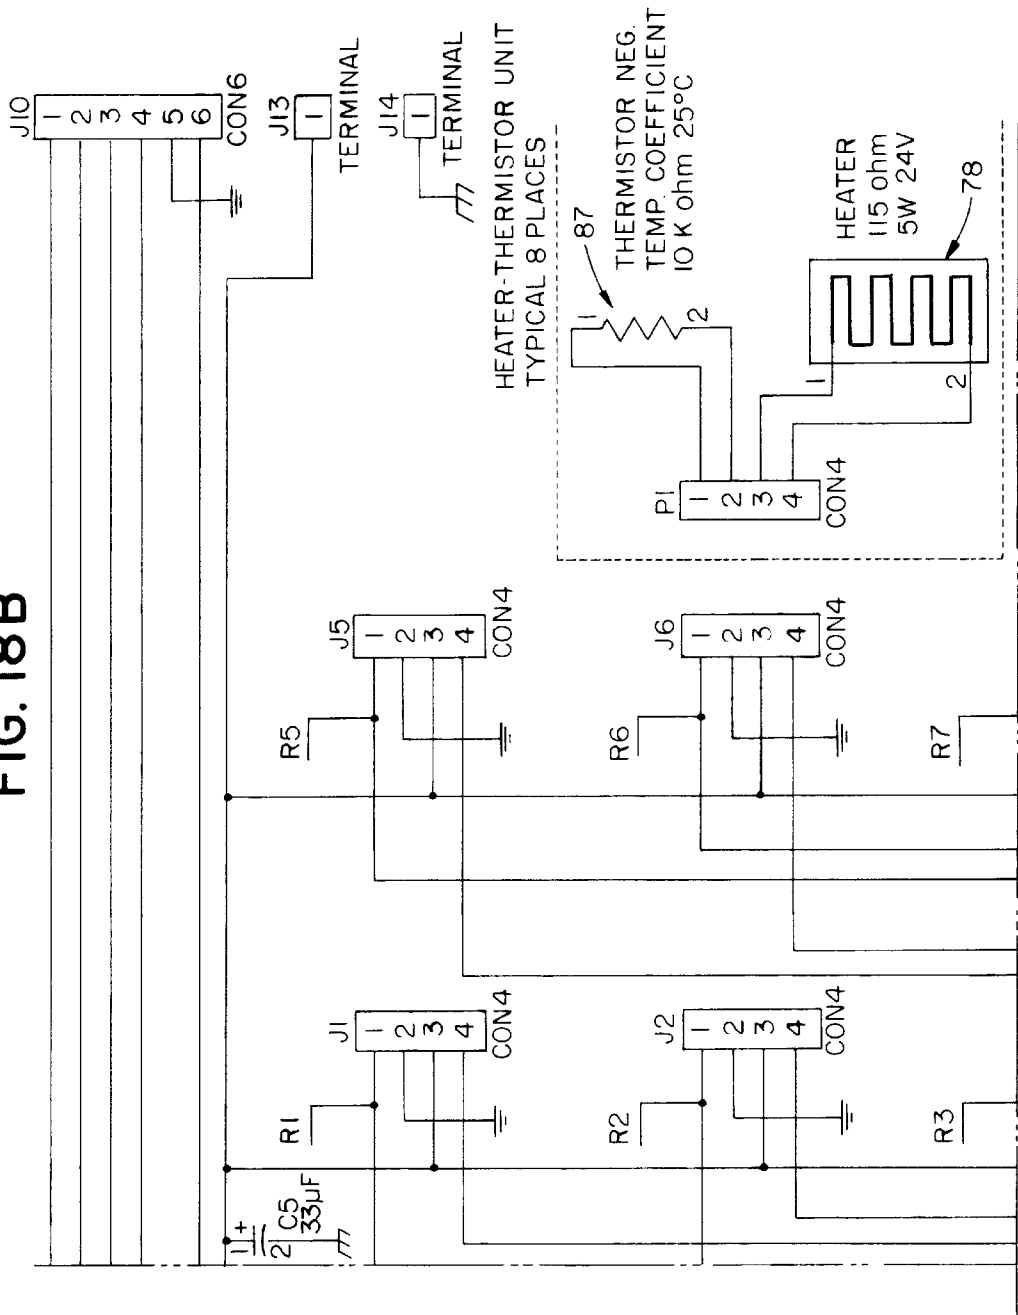 FIG. 18B
J10
1
2
3
4
5
6
CON6
J13
1
TERMINAL
J14
1
TERMINAL
HEATER-THERMISTOR UNIT
TYPICAL 8 PLACES
87
THERMISTOR NEG.
TEMP. COEFFICIENT
10 K ohm 25°C
1
2
P1
1
2
3
4
CON4
HEATER
115 ohm
5W 24V
78
1
2
R5
J5
1
2
3
4
CON4
R6
J6
1
2
3
4
CON4
R7
1
+
2
C5
33µF
R1
J1
1
2
3
4
CON4
R2
J2
1
2
3
4
CON4
R3